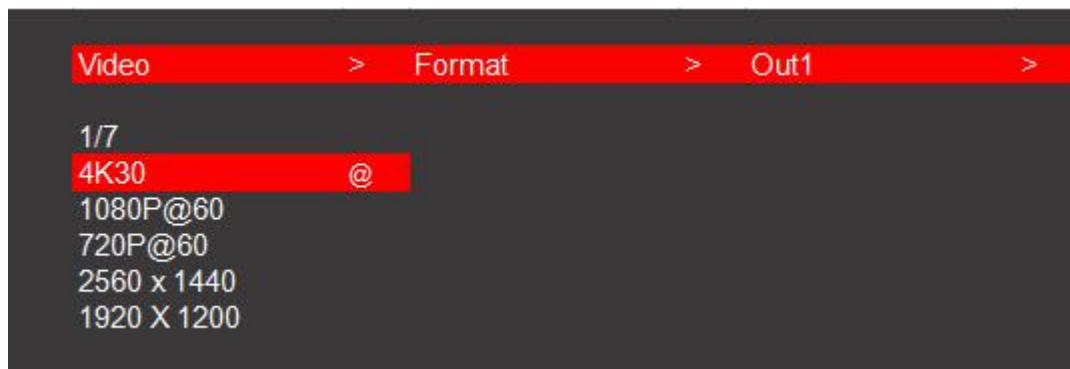 Video > Format > Out1 >
1/7
4K30 @
1080P@60
720P@60
2560 x 1440
1920 X 1200